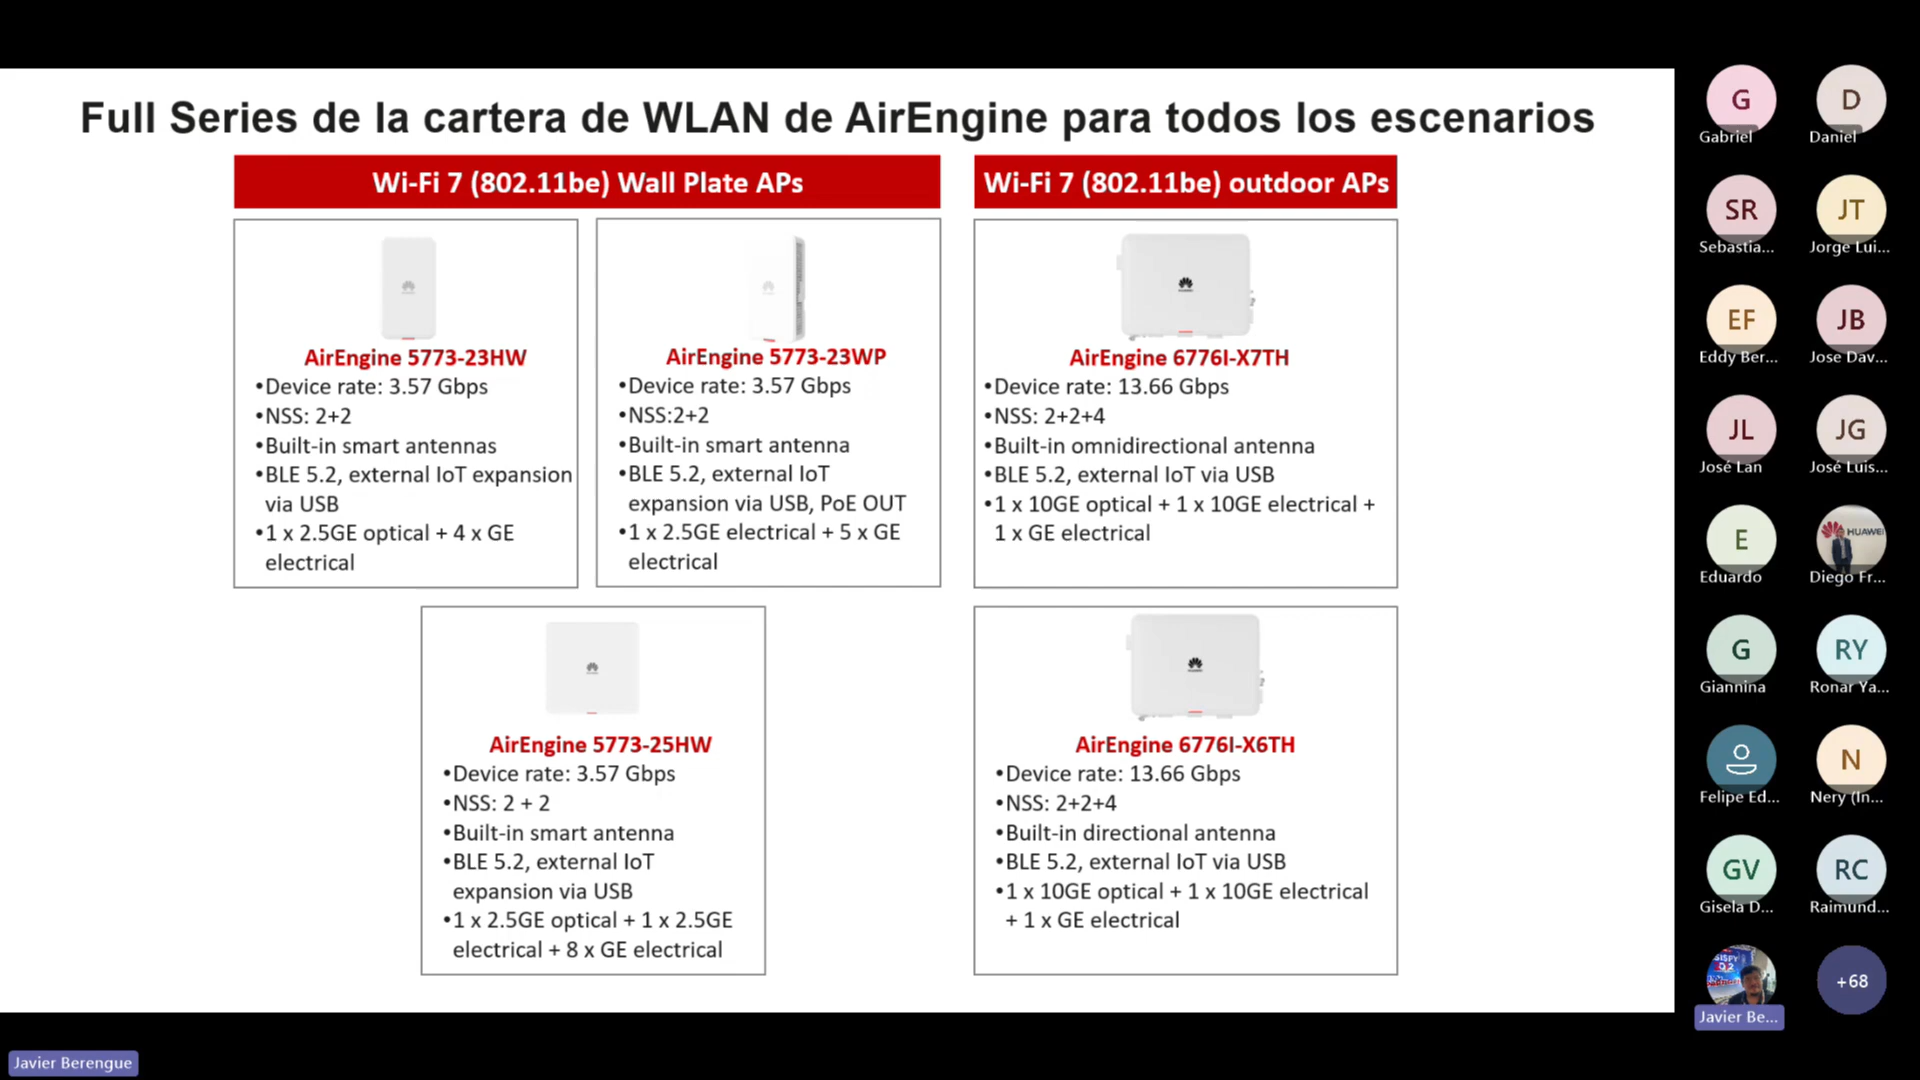 Full Series de la cartera de WLAN de AirEngine para todos los escenarios
Wi-Fi 7 (802.11be) Wall Plate APs
AirEngine 5773-23HW
•Device rate: 3.57 Gbps
•NSS: 2+2
•Built-in smart antennas
•BLE 5.2, external IoT expansion
via USB
•1 x 2.5GE optical + 4 x GE
electrical
AirEngine 5773-23WP
•Device rate: 3.57 Gbps
•NSS:2+2
•Built-in smart antenna
•BLE 5.2, external IoT
expansion via USB, PoE OUT
•1 x 2.5GE electrical + 5 x GE
electrical
AirEngine 5773-25HW
•Device rate: 3.57 Gbps
•NSS: 2 + 2
•Built-in smart antenna
•BLE 5.2, external IoT
expansion via USB
•1 x 2.5GE optical + 1 x 2.5GE
electrical + 8 x GE electrical
Wi-Fi 7 (802.11be) outdoor APs
AirEngine 6776I-X7TH
•Device rate: 13.66 Gbps
•NSS: 2+2+4
•Built-in omnidirectional antenna
•BLE 5.2, external IoT via USB
•1 x 10GE optical + 1 x 10GE electrical +
1 x GE electrical
AirEngine 6776I-X6TH
•Device rate: 13.66 Gbps
•NSS: 2+2+4
•Built-in directional antenna
•BLE 5.2, external IoT via USB
•1 x 10GE optical + 1 x 10GE electrical
+ 1 x GE electrical
G
Gabriel
D
Daniel
SR
Sebastia...
JT
Jorge Lui...
EF
Eddy Ber...
JB
Jose Dav...
JL
José Lan
JG
José Luis...
E
Eduardo
HUAWEI
Diego Fr...
G
Giannina
RY
Ronar Ya...
Felipe Ed...
N
Nery (In...
GV
Gisela D...
RC
Raimund...
Javier Be...
+68
Javier Berengue